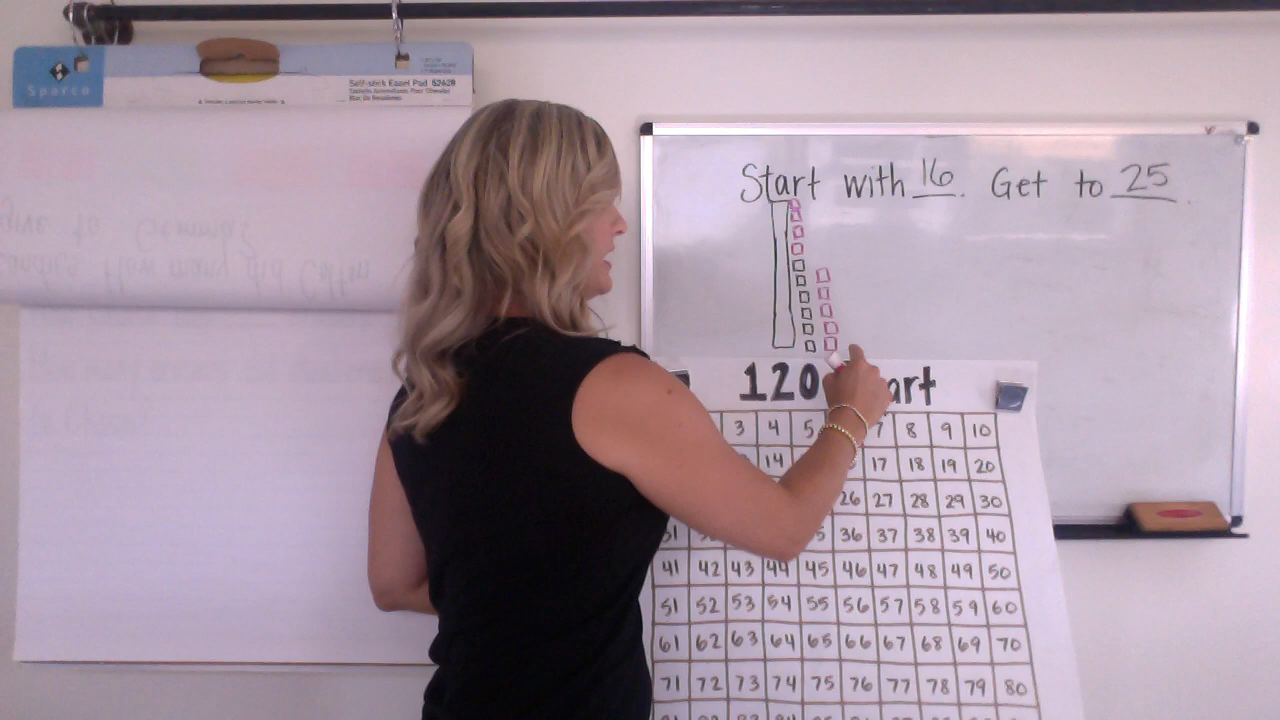 Sparco
Self-stick Easel Pad 52428
Start with 16. Get to 25.
120
3 4 5 7 8 9 10
14 17 18 19 20
26 27 28 29 30
36 37 38 39 40
41 42 43 44 45 46 47 48 49 50
51 52 53 54 55 56 57 58 59 60
61 62 63 64 65 66 67 68 69 70
71 72 73 74 75 76 77 78 79 80